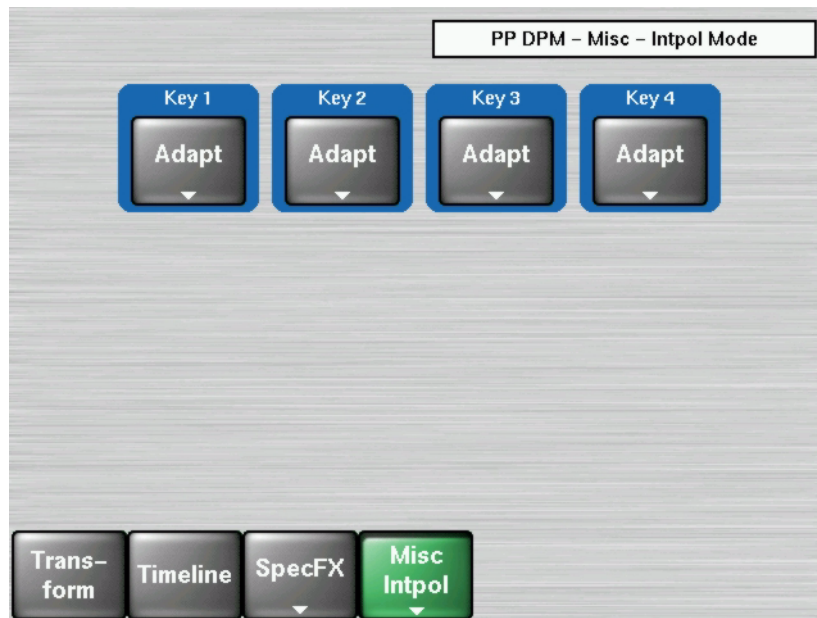 PP DPM – Misc – Intpol Mode
Key 1
Key 2
Key 3
Key 4
Adapt
Adapt
Adapt
Adapt
Trans–
form
Timeline
SpecFX
Misc
Intpol